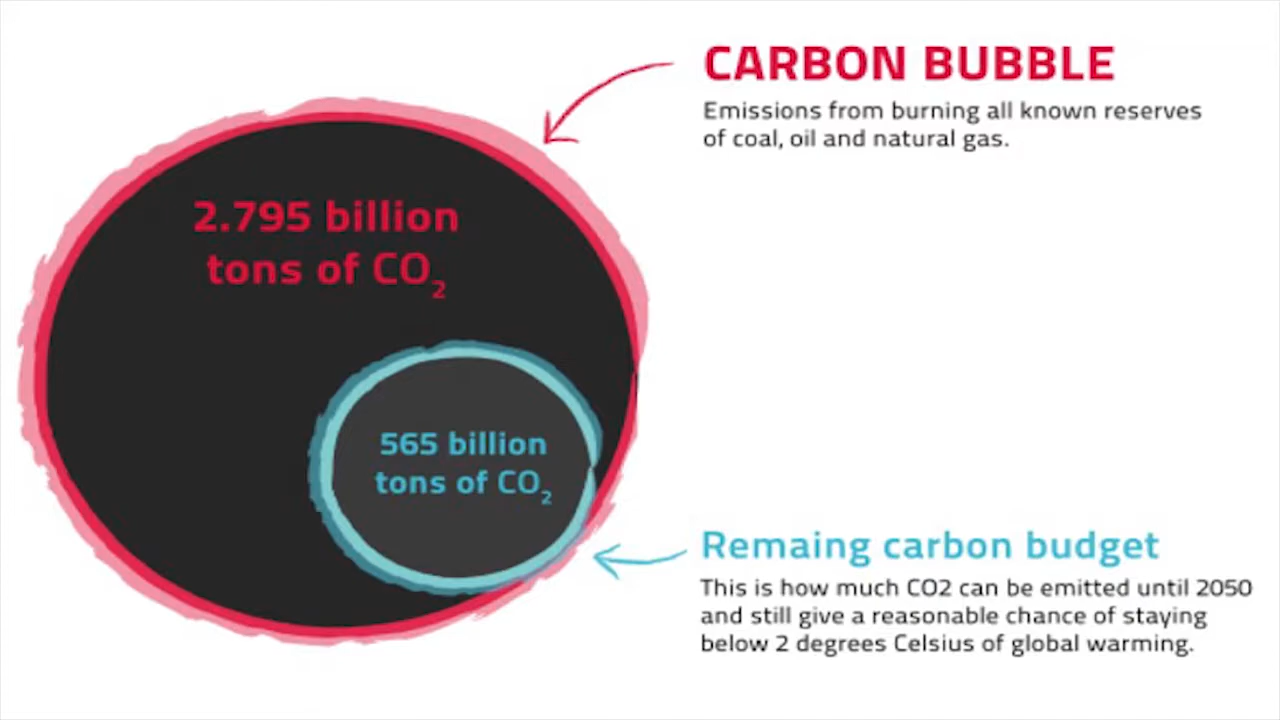 CARBON BUBBLE
Emissions from burning all known reserves
of coal, oil and natural gas.
2.795 billion
tons of CO₂
565 billion
tons of CO₂
Remaing carbon budget
This is how much CO2 can be emitted until 2050
and still give a reasonable chance of staying
below 2 degrees Celsius of global warming.